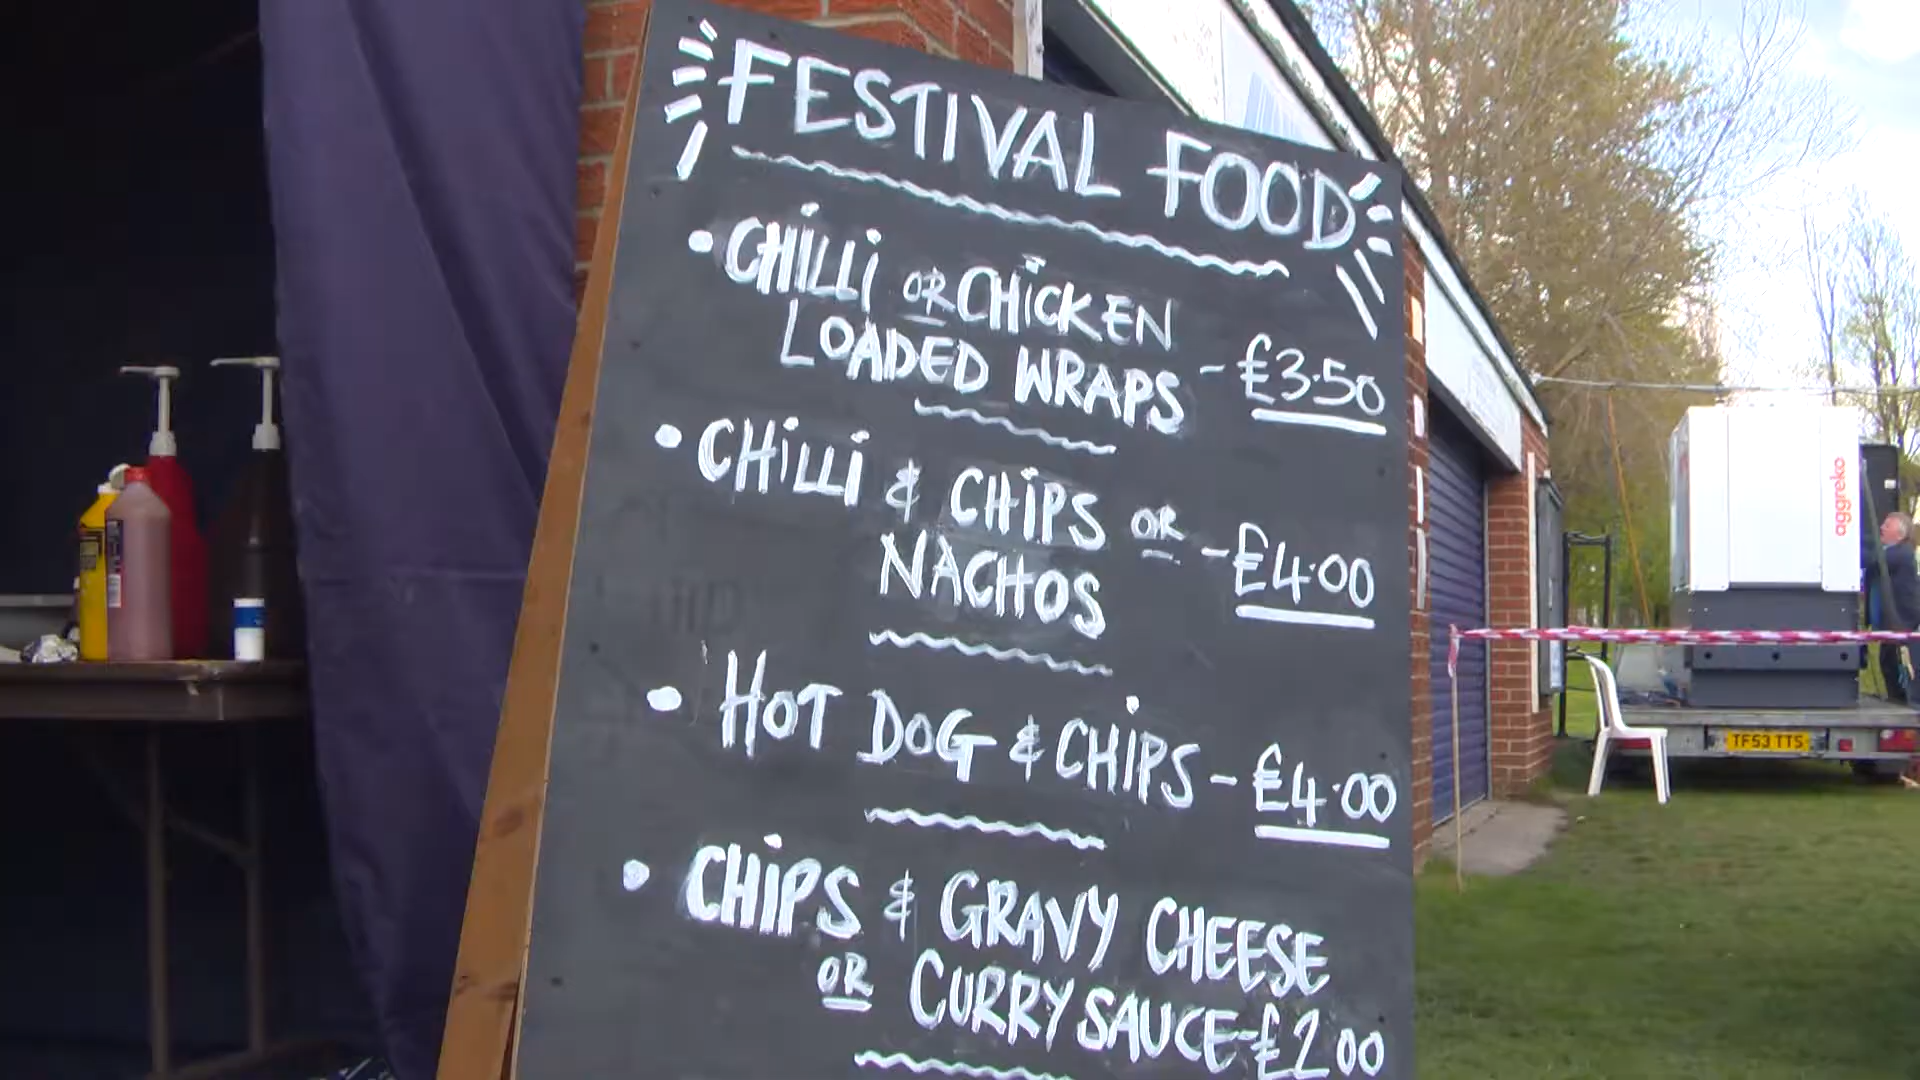 FESTIVAL FOOD
• CHiLLi OR CHiCKEN
LOADED WRAPS - £3.50
• CHiLLi & CHiPS OR
NACHOS - £4.00
• HOT DOG & CHiPS - £4.00
• CHiPS & GRAVY CHEESE
OR CURRY SAUCE - £2.00
aggreko
TF53 TTS